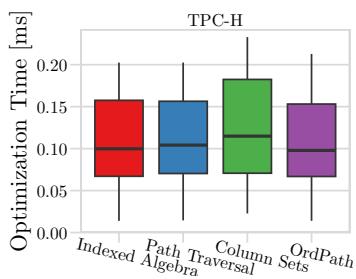 TPC-H
Optimization Time [ms]
0.20
0.15
0.10
0.05
0.00
Indexed Algebra
Path Traversal
Column Sets
OrdPath